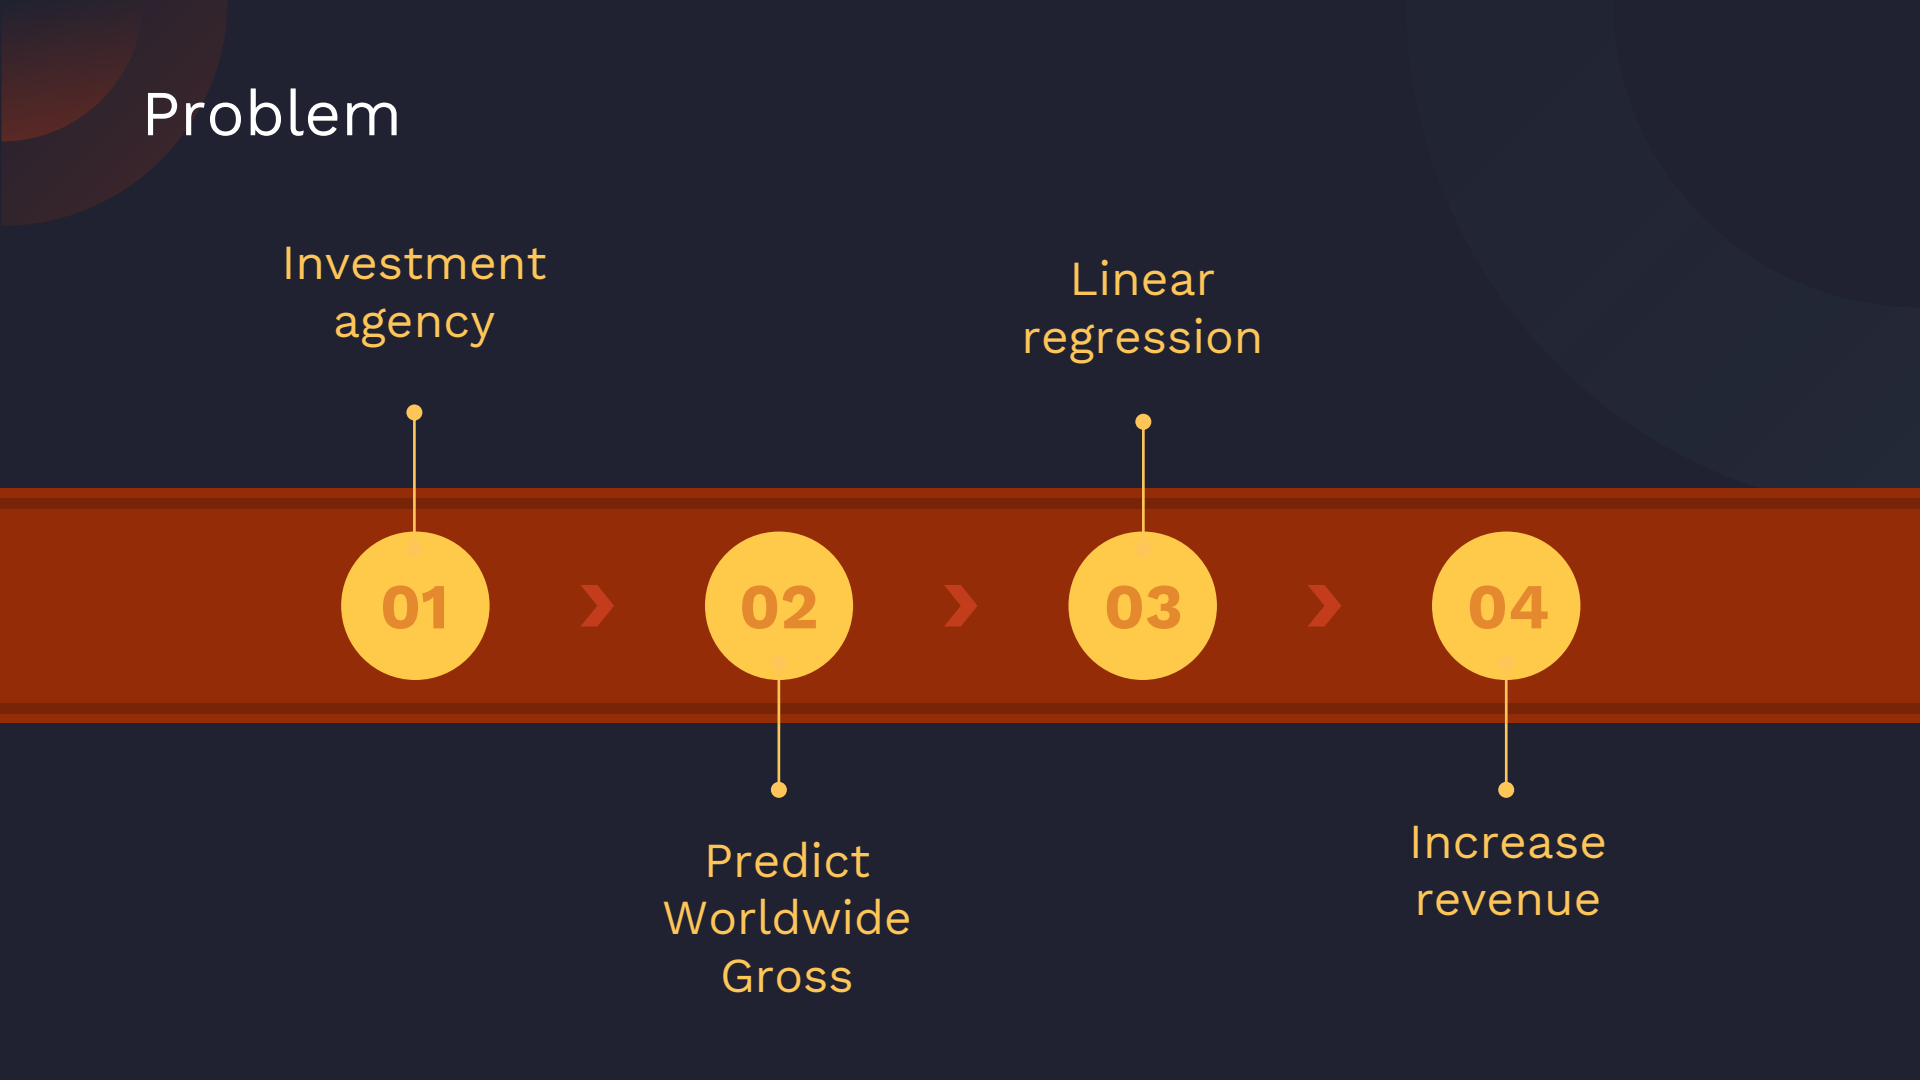 Problem
Investment
agency
Linear
regression
01
02
03
04
Predict
Worldwide
Gross
Increase
revenue